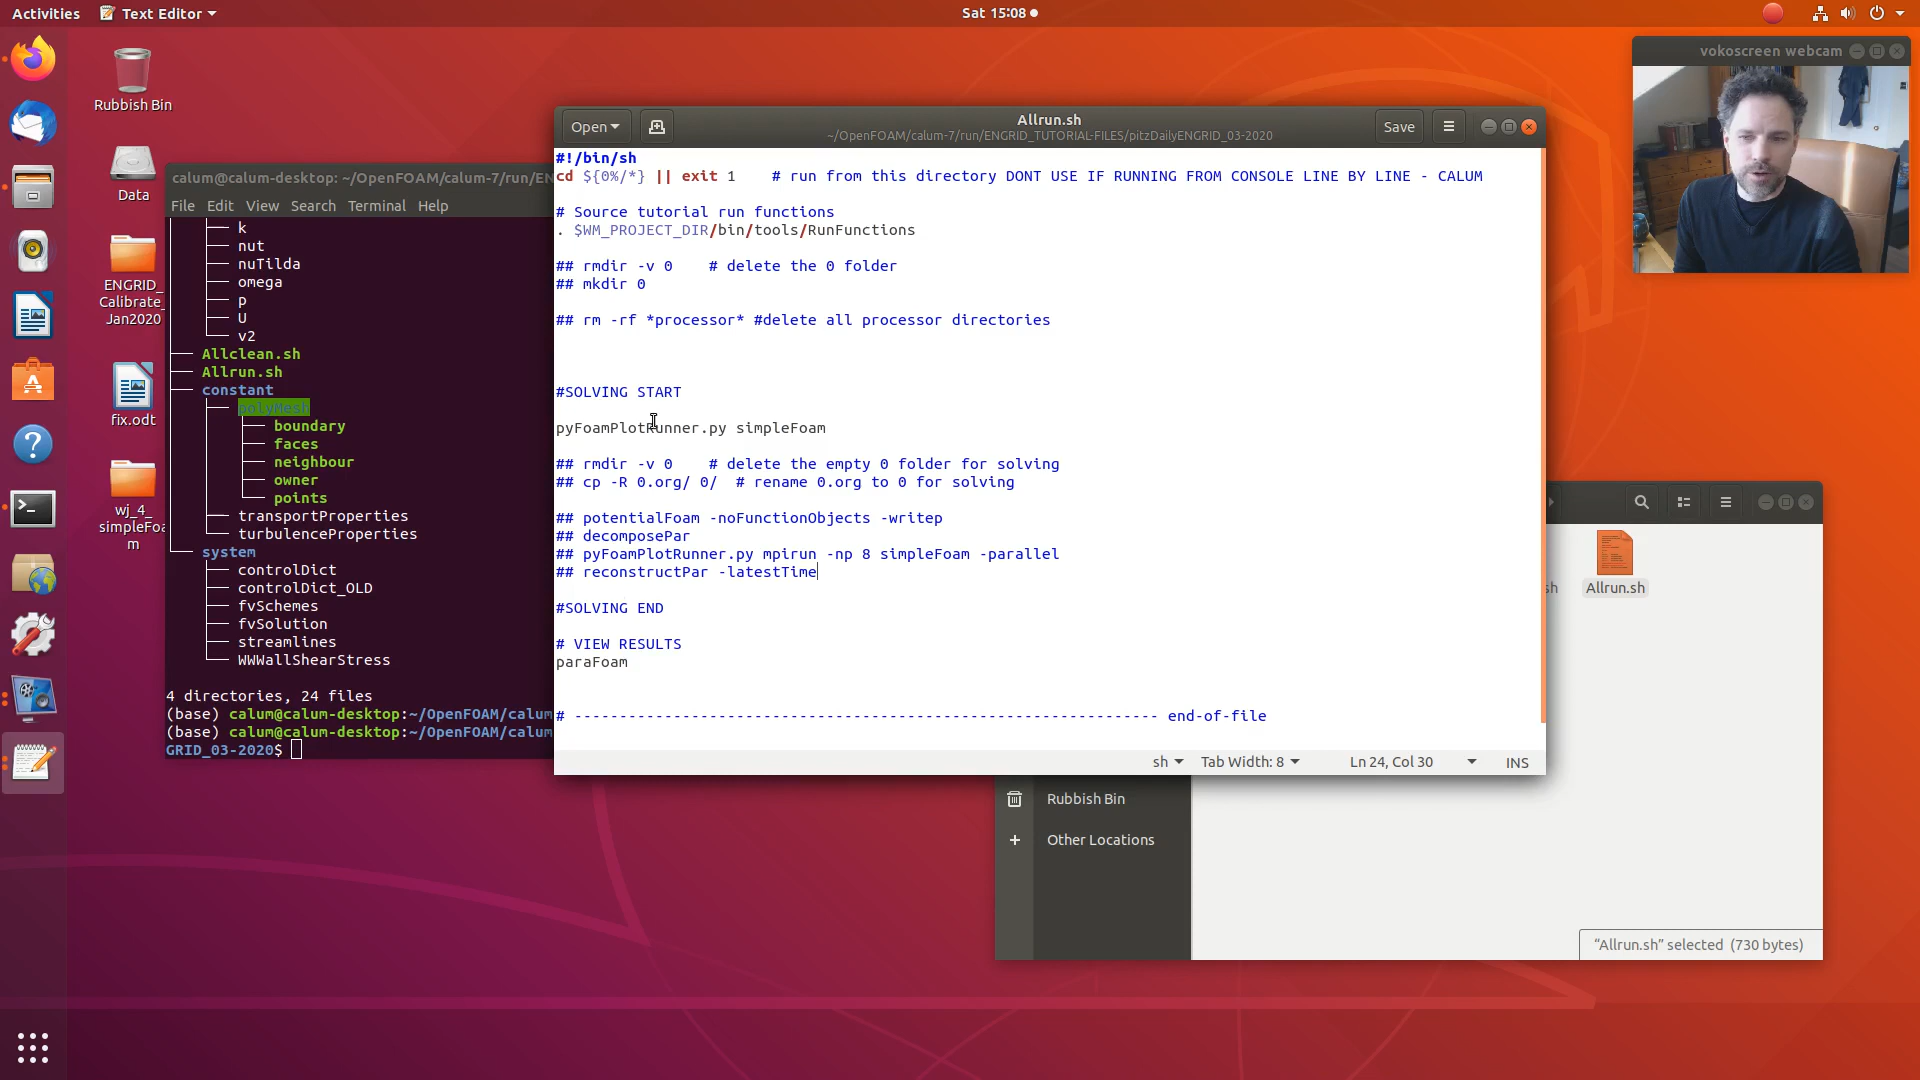 Activities
Text Editor
Sat 15:08
Rubbish Bin
Data
ENGRID_
Calibrate_
Jan2020
fix.odt
wj_4_
simpleFoa
m
calum@calum-desktop: ~/OpenFOAM/calum-7/run/EN
File Edit View Search Terminal Help
k
nut
nuTilda
omega
p
U
v2
Allclean.sh
Allrun.sh
constant
polyMesh
boundary
faces
neighbour
owner
points
transportProperties
turbulenceProperties
system
controlDict
controlDict_OLD
fvSchemes
fvSolution
streamlines
WWWallShearStress
4 directories, 24 files
(base) calum@calum-desktop:~/OpenFOAM/calum
(base) calum@calum-desktop:~/OpenFOAM/calum
GRID_03-2020$
Open
Allrun.sh
~/OpenFOAM/calum-7/run/ENGRID_TUTORIAL-FILES/pitzDailyENGRID_03-2020
Save
#!/bin/sh
cd ${0%/*} || exit 1    # run from this directory DONT USE IF RUNNING FROM CONSOLE LINE BY LINE - CALUM
# Source tutorial run functions
. $WM_PROJECT_DIR/bin/tools/RunFunctions
## rmdir -v 0    # delete the 0 folder
## mkdir 0
## rm -rf *processor* #delete all processor directories
#SOLVING START
pyFoamPlotRunner.py simpleFoam
## rmdir -v 0    # delete the empty 0 folder for solving
## cp -R 0.org/ 0/  # rename 0.org to 0 for solving
## potentialFoam -noFunctionObjects -writep
## decomposePar
## pyFoamPlotRunner.py mpirun -np 8 simpleFoam -parallel
## reconstructPar -latestTime
#SOLVING END
# VIEW RESULTS
paraFoam
# ----------------------------------------------------------------- end-of-file
sh
Tab Width: 8
Ln 24, Col 30
INS
vokoscreen webcam
sh
Allrun.sh
Rubbish Bin
+ Other Locations
"Allrun.sh" selected (730 bytes)